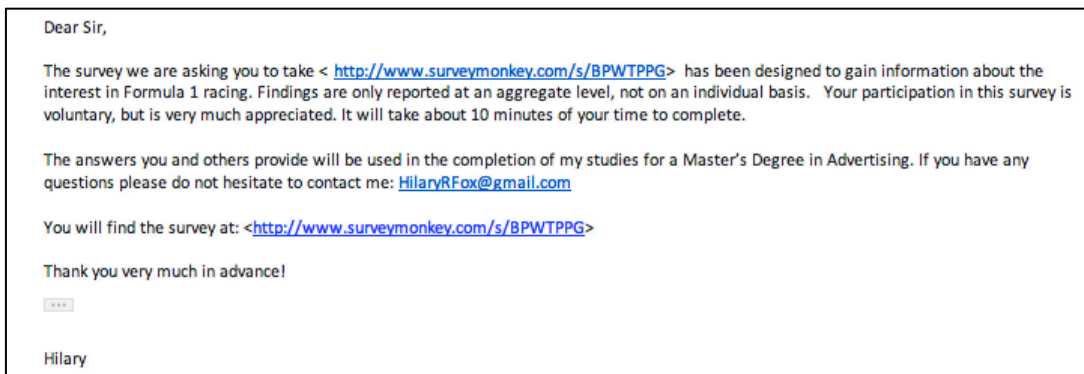 Dear Sir,
The survey we are asking you to take < http://www.surveymonkey.com/s/BPWTPPG>  has been designed to gain information about the
interest in Formula 1 racing. Findings are only reported at an aggregate level, not on an individual basis.   Your participation in this survey is
voluntary, but is very much appreciated. It will take about 10 minutes of your time to complete.
The answers you and others provide will be used in the completion of my studies for a Master's Degree in Advertising. If you have any
questions please do not hesitate to contact me: HilaryRFox@gmail.com
You will find the survey at: <http://www.surveymonkey.com/s/BPWTPPG>
Thank you very much in advance!
...
Hilary